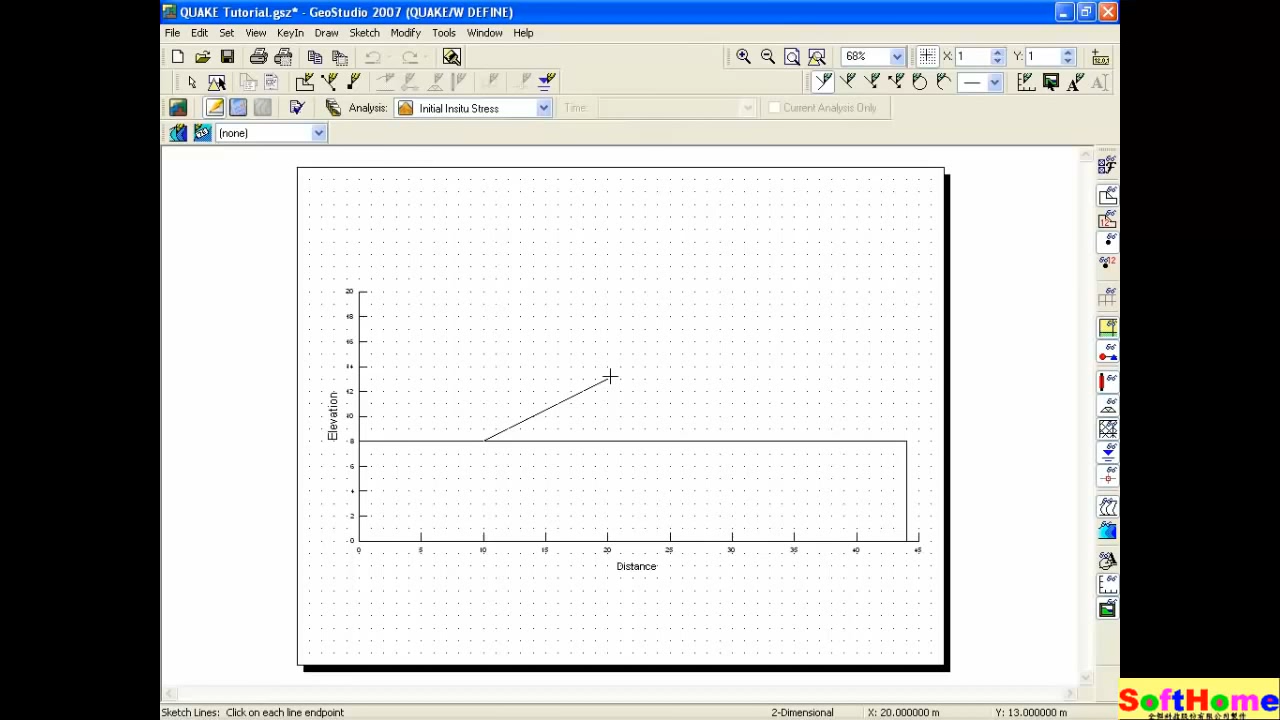 QUAKE Tutorial.gsz* - GeoStudio 2007 (QUAKE/W DEFINE)
File Edit Set View KeyIn Draw Sketch Modify Tools Window Help
X: 1 Y: 1
Analysis: Initial Insitu Stress Time: Current Analysis Only
(none)
20
18
16
14
12
10
8
6
4
2
0
Elevation
0 5 10 15 20 25 30 35 40 45
Distance
Sketch Lines: Click on each line endpoint 2-Dimensional X: 20.000000 m Y: 13.000000 m
SoftHome